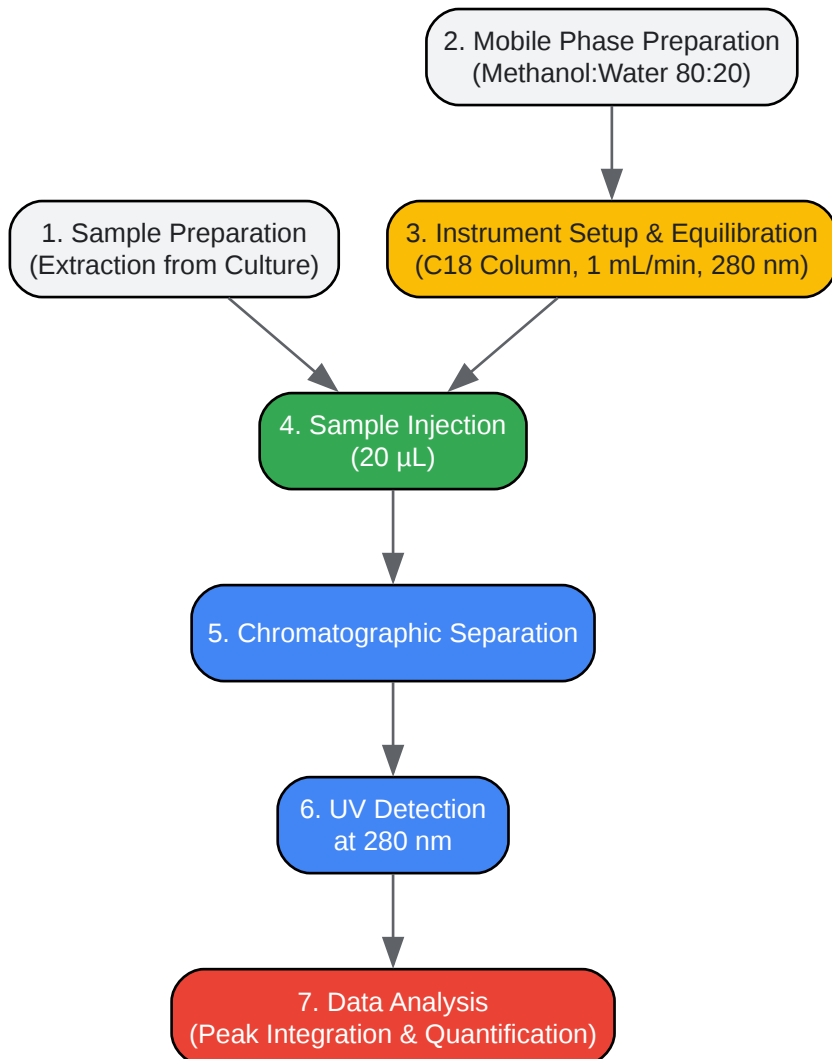 2. Mobile Phase Preparation
(Methanol:Water 80:20)
1. Sample Preparation
(Extraction from Culture)
3. Instrument Setup & Equilibration
(C18 Column, 1 mL/min, 280 nm)
4. Sample Injection
(20 µL)
5. Chromatographic Separation
6. UV Detection
at 280 nm
7. Data Analysis
(Peak Integration & Quantification)